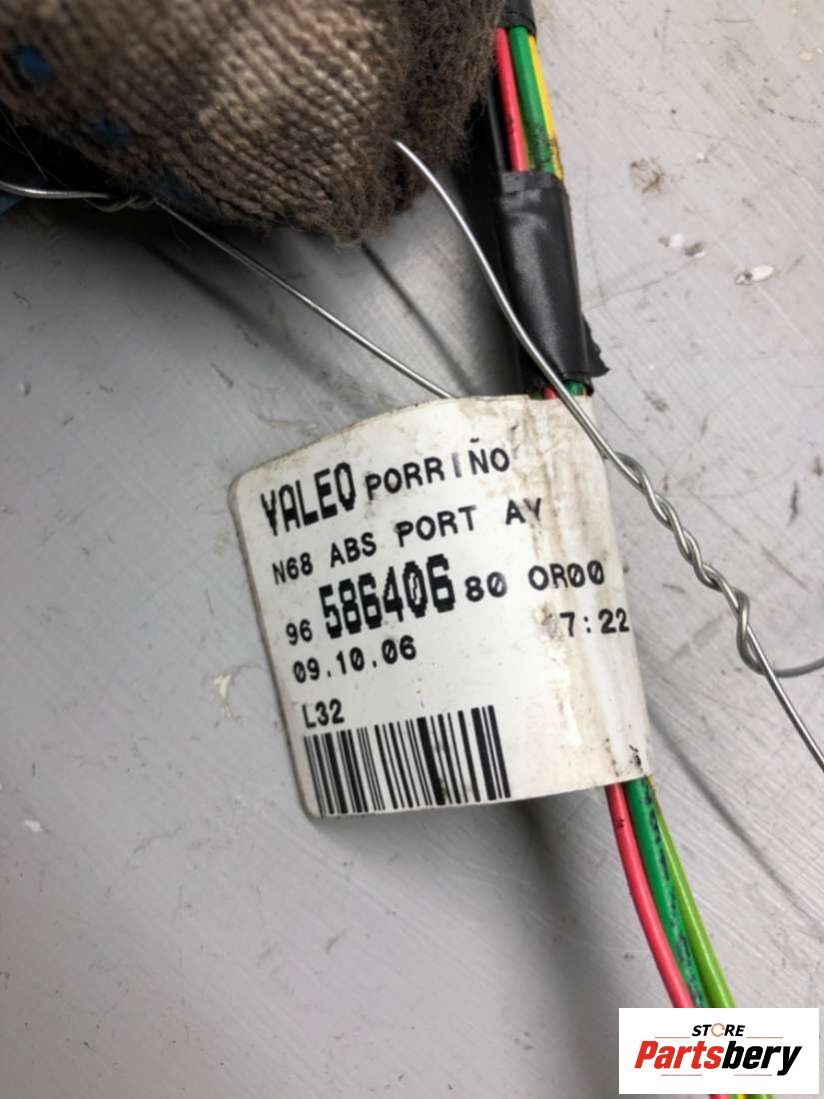 VALEO PORRIÑO
N68 ABS PORT AV
96 586406 80 OR00
09.10.06 7:22
L32
STORE
Partsbery